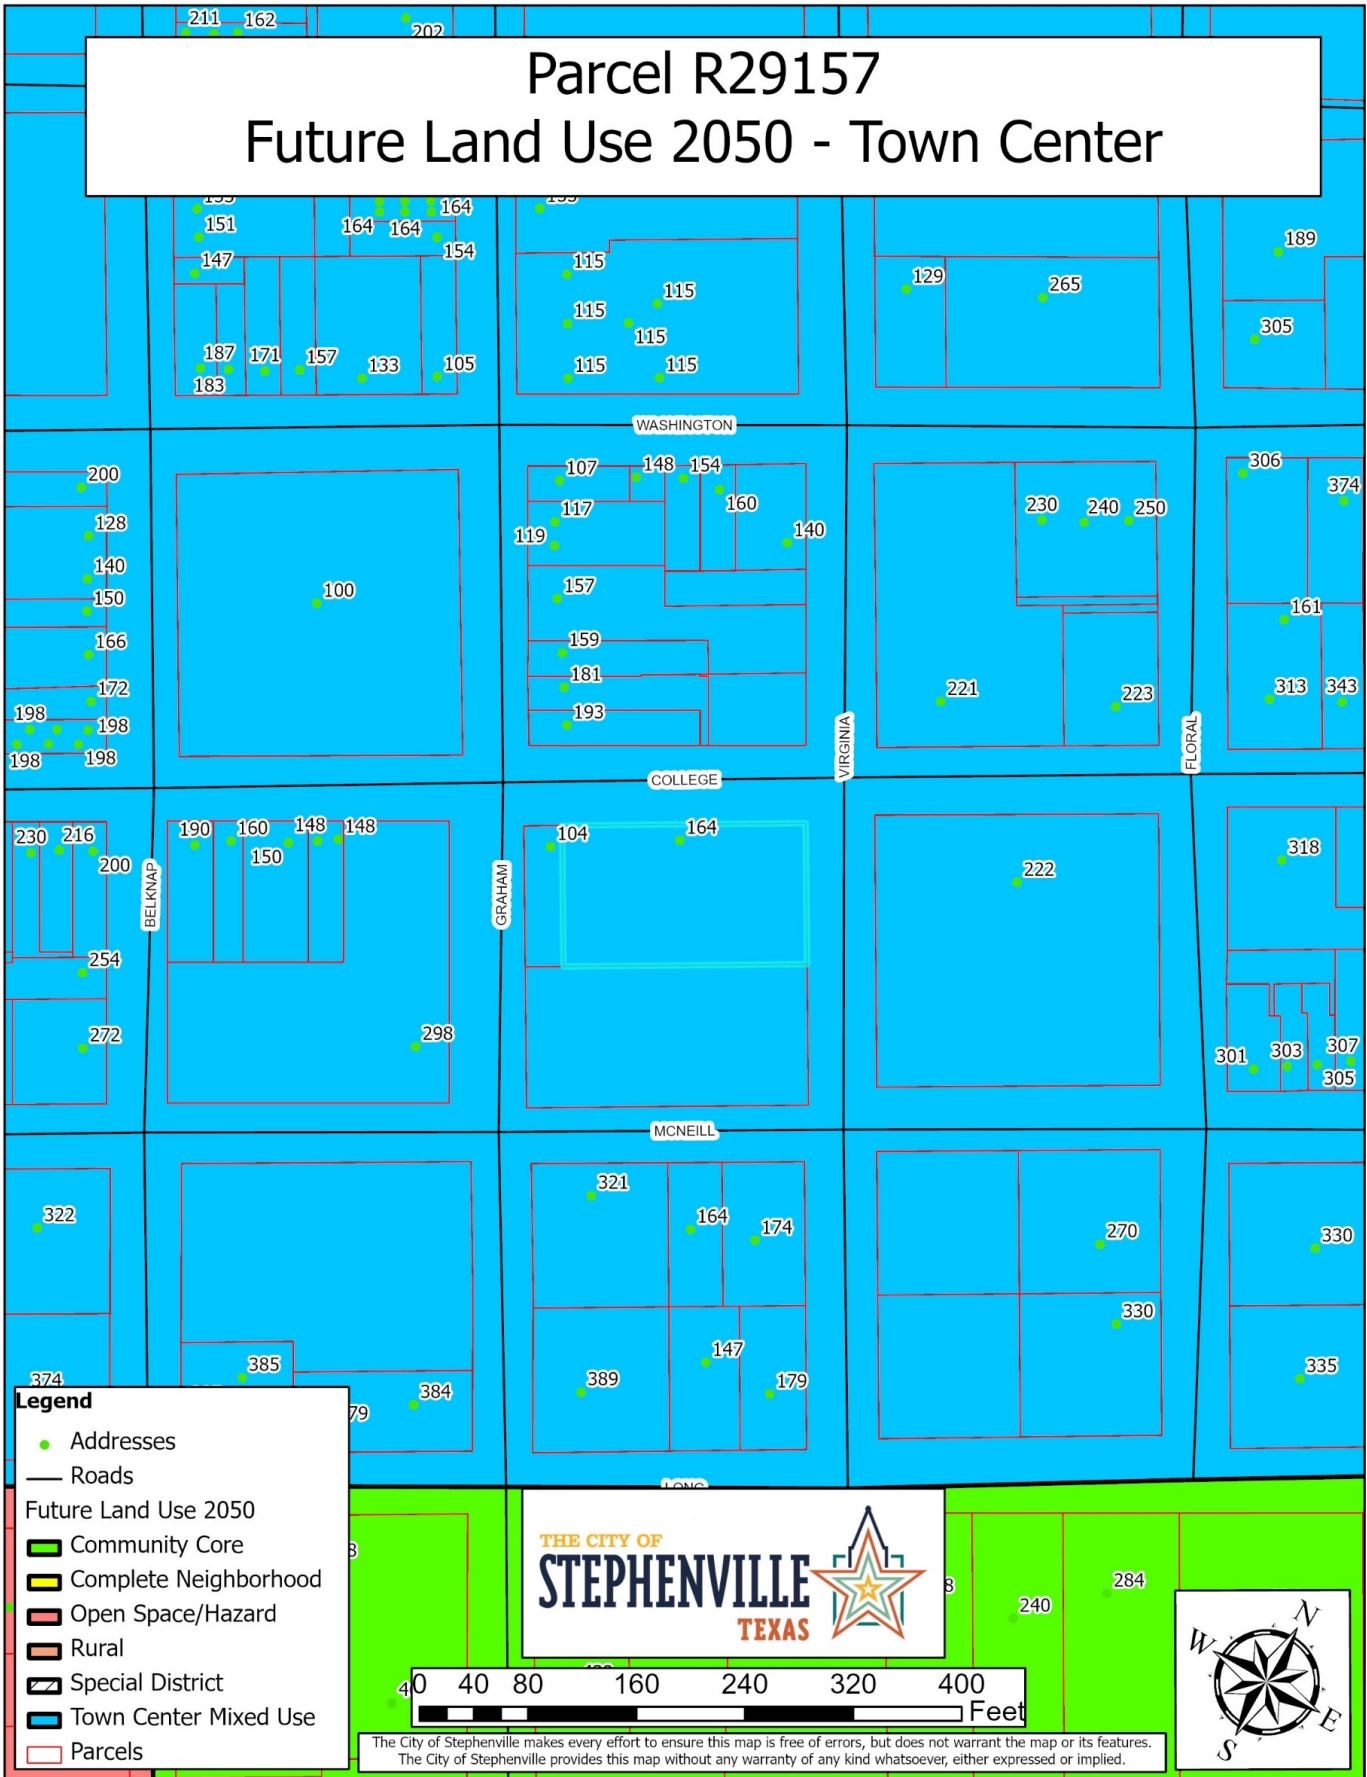 211 162
202
Parcel R29157
Future Land Use 2050 - Town Center
151
164 164 164
154
147
187 171 157 133 105
183
115
115 115
115
115 115
129 265
189
305
WASHINGTON
200
128
140
150
166
172
198 198
198 198
100
107 148 154
160
117
119
140
157
159
181
193
230 240 250
221 223
306
374
161
313 343
VIRGINIA
FLORAL
COLLEGE
230 216
200
254
272
BELKNAP
190 160 148 148
150
298
GRAHAM
104 164
222
318
301 303 307
305
MCNEILL
322
374
385
384
79
321
164 174
147
389 179
270
330
330
335
LONG
Legend
Addresses
Roads
Future Land Use 2050
Community Core
Complete Neighborhood
Open Space/Hazard
Rural
Special District
Town Center Mixed Use
Parcels
THE CITY OF
STEPHENVILLE
TEXAS
8
8
240
284
0 40 80 160 240 320 400
Feet
The City of Stephenville makes every effort to ensure this map is free of errors, but does not warrant the map or its features.
The City of Stephenville provides this map without any warranty of any kind whatsoever, either expressed or implied.
N
W
E
S